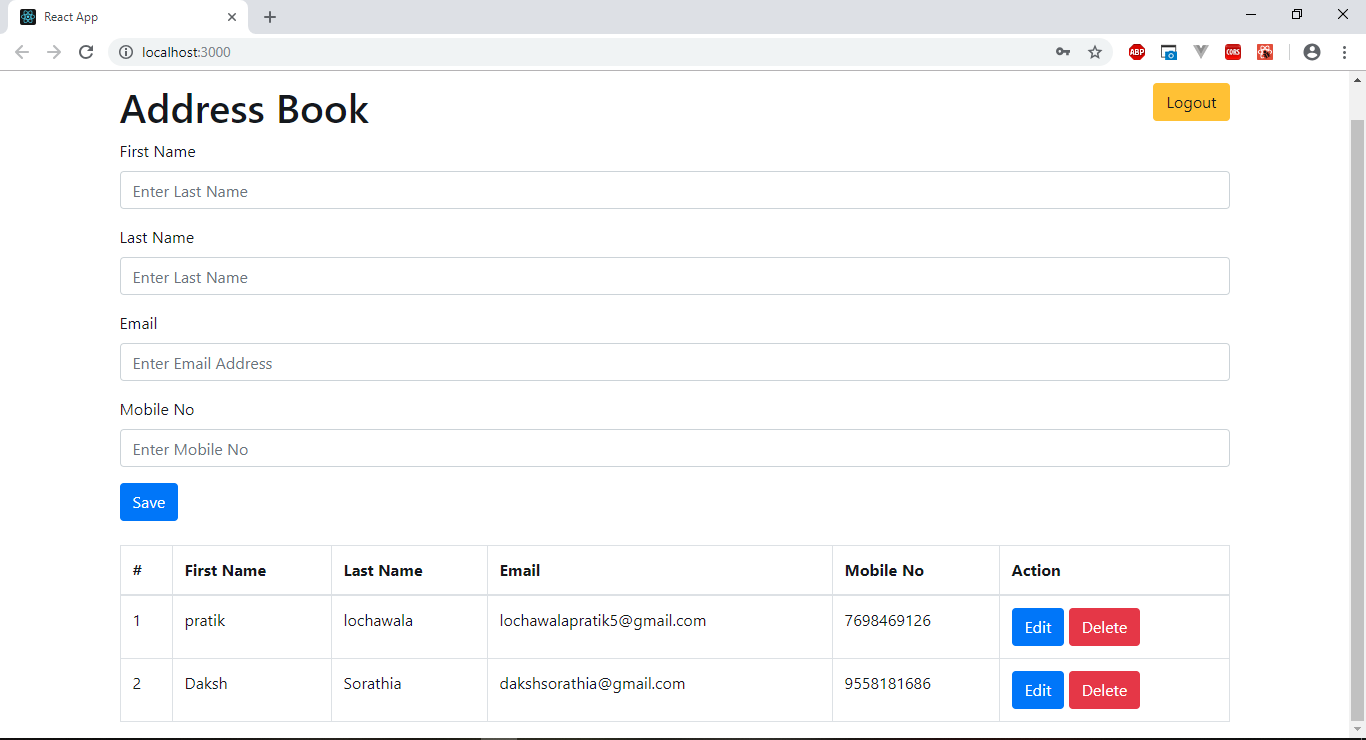 React App
localhost:3000
ABP
CORS
Address Book
Logout
First Name
Enter Last Name
Last Name
Enter Last Name
Email
Enter Email Address
Mobile No
Enter Mobile No
Save
# First Name Last Name Email Mobile No Action
1 pratik lochawala lochawalapratik5@gmail.com 7698469126 Edit Delete
2 Daksh Sorathia dakshsorathia@gmail.com 9558181686 Edit Delete